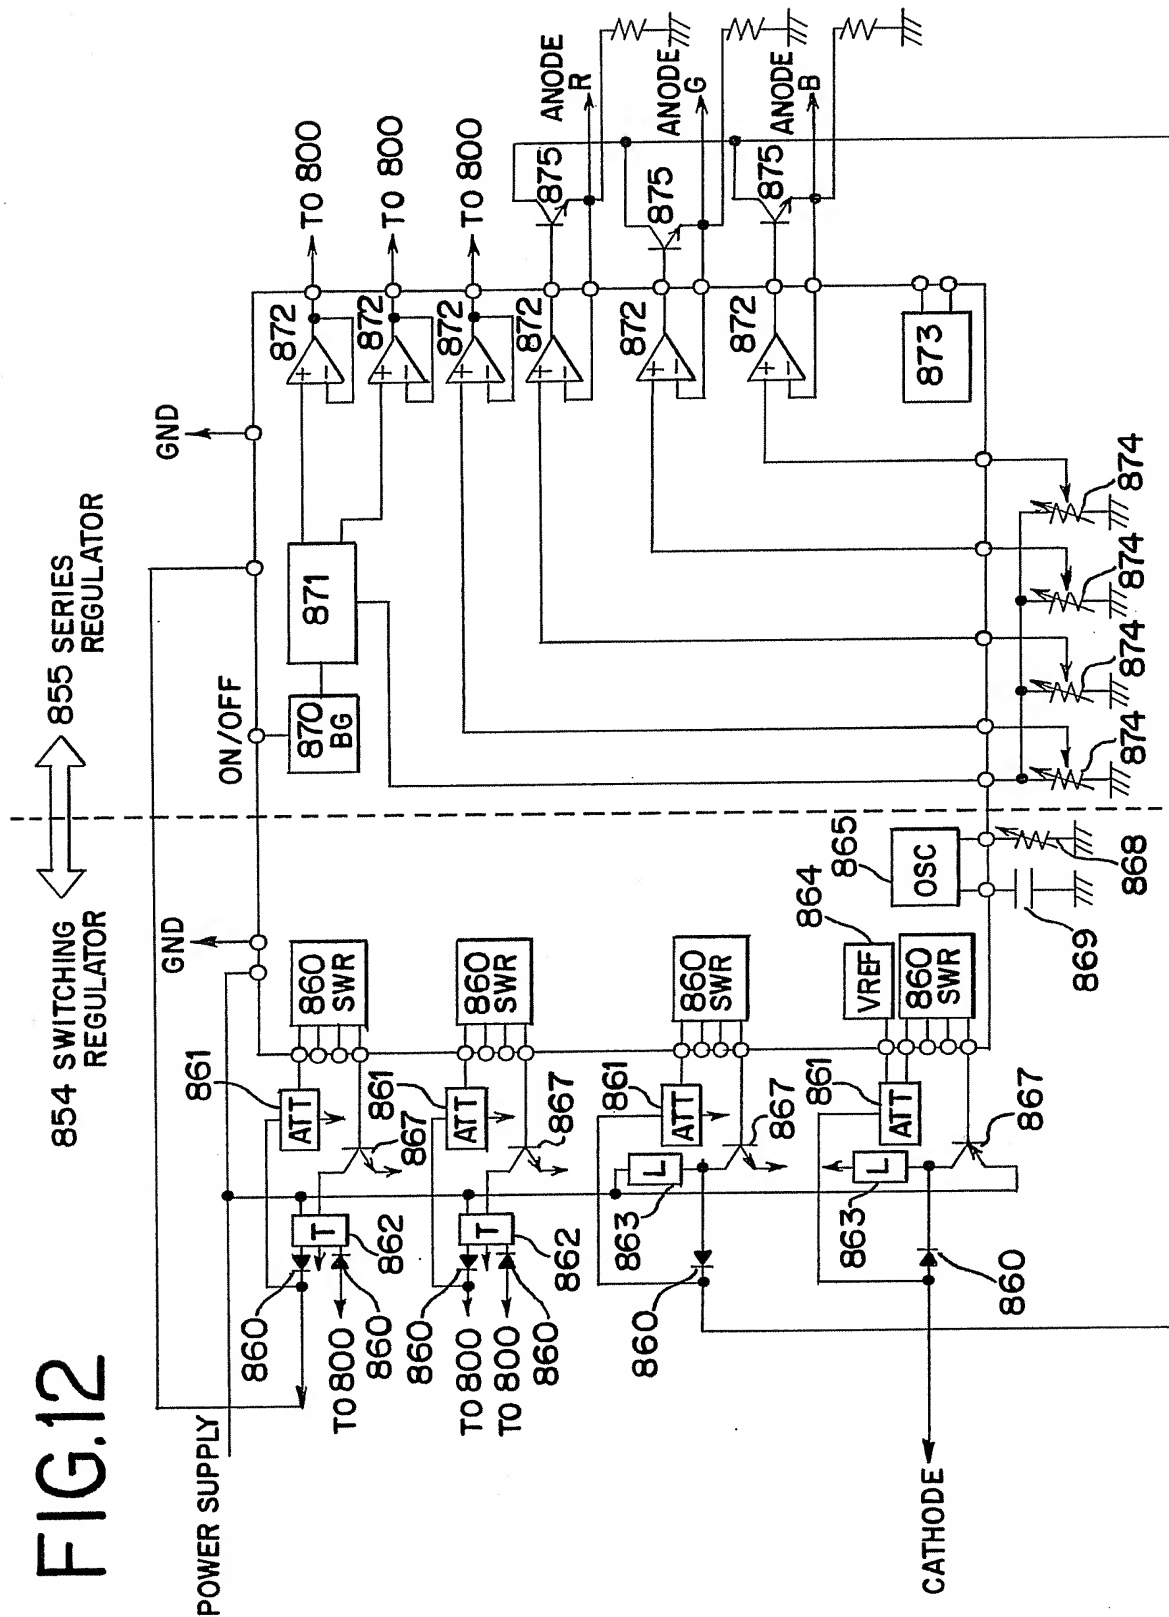 FIG.12
854 SWITCHING
REGULATOR
855 SERIES
REGULATOR
POWER SUPPLY
GND
ON/OFF
GND
860
SWR
861
ATT
867
T
862
860
860
TO 800
860
SWR
861
ATT
867
T
862
860
860
TO 800
TO 800
860
SWR
861
ATT
867
L
863
860
864
VREF
860
SWR
861
ATT
867
L
863
860
CATHODE
865
OSC
868
869
870
BG
871
872
TO 800
872
TO 800
872
TO 800
872
875
ANODE
R
872
875
ANODE
G
872
875
ANODE
B
873
874
874
874
874